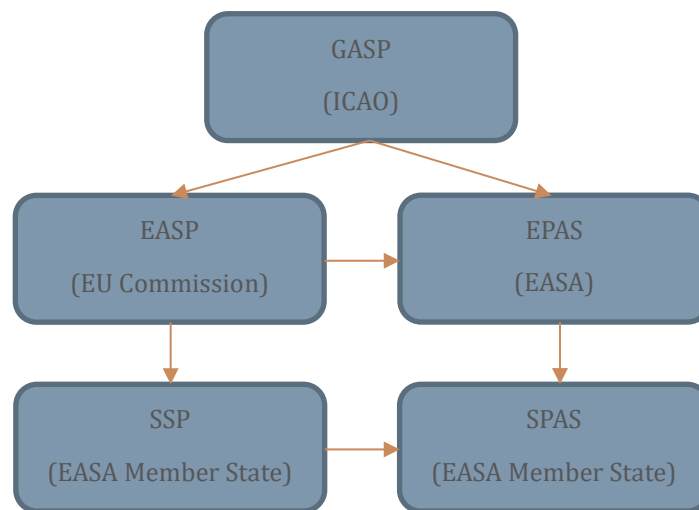 GASP
(ICAO)
EASP
(EU Commission)
EPAS
(EASA)
SSP
(EASA Member State)
SPAS
(EASA Member State)